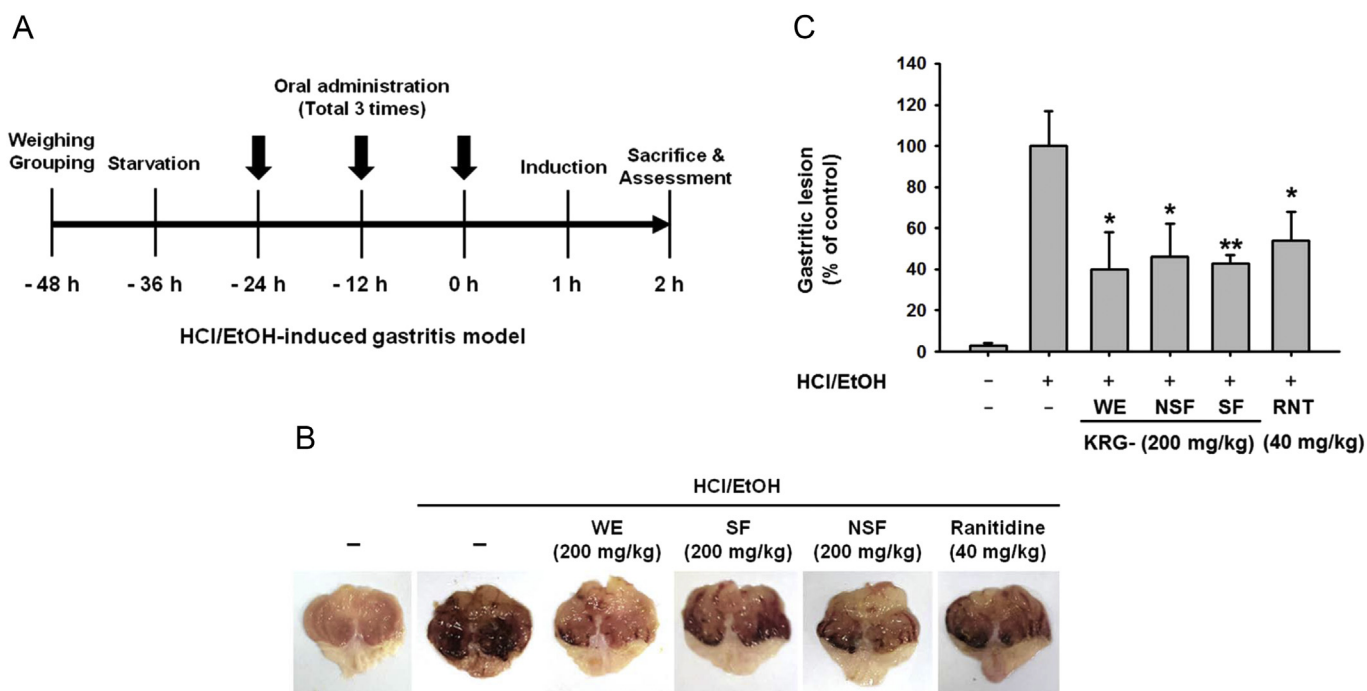 A
Oral administration
(Total 3 times)
Weighing
Grouping
Starvation
Induction
Sacrifice &
Assessment
- 48 h
- 36 h
- 24 h
- 12 h
0 h
1 h
2 h
HCl/EtOH-induced gastritis model
B
HCl/EtOH
–
–
WE
(200 mg/kg)
SF
(200 mg/kg)
NSF
(200 mg/kg)
Ranitidine
(40 mg/kg)
C
Gastritic lesion
(% of control)
140
120
100
80
60
40
20
0
* * ** *
HCl/EtOH – + + + + +
– – WE NSF SF RNT
KRG- (200 mg/kg) (40 mg/kg)